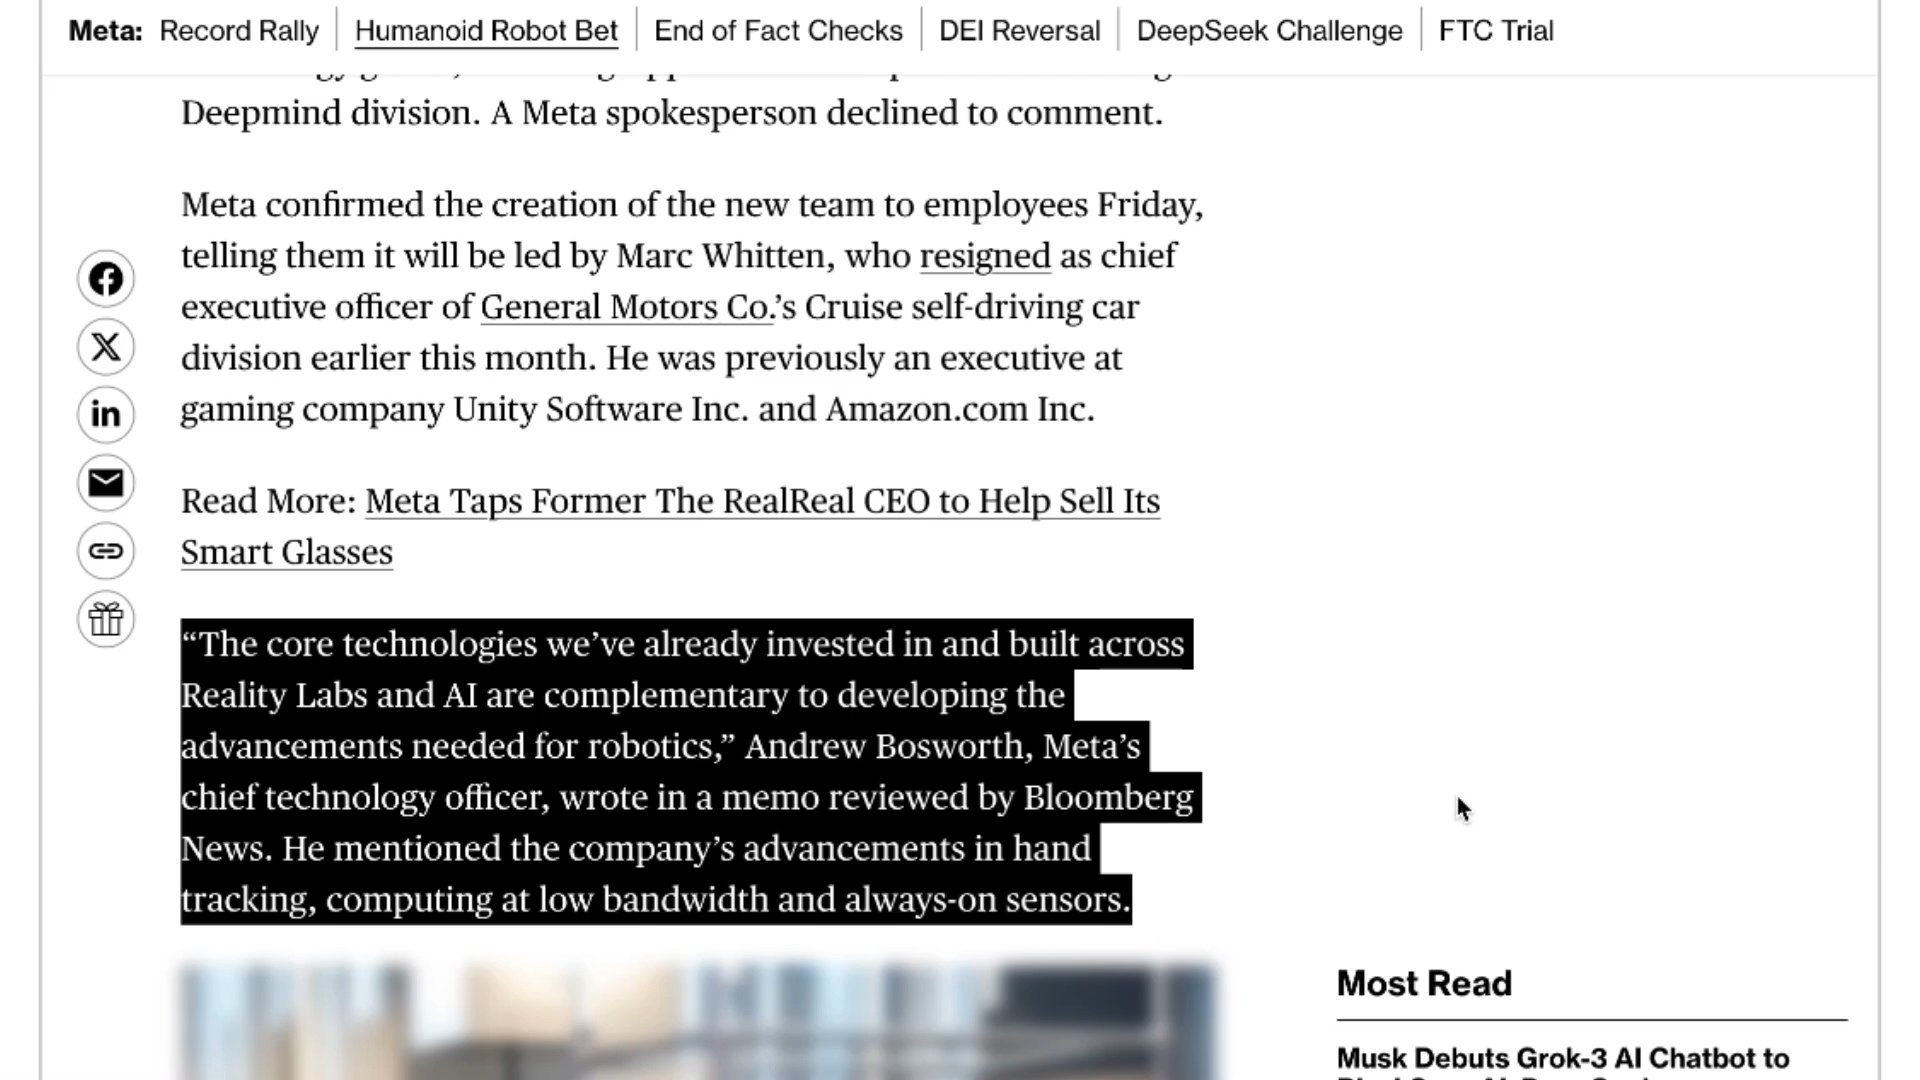 Meta: Record Rally Humanoid Robot Bet End of Fact Checks DEI Reversal DeepSeek Challenge FTC Trial
Deepmind division. A Meta spokesperson declined to comment.
Meta confirmed the creation of the new team to employees Friday,
telling them it will be led by Marc Whitten, who resigned as chief
executive officer of General Motors Co.’s Cruise self-driving car
division earlier this month. He was previously an executive at
gaming company Unity Software Inc. and Amazon.com Inc.
Read More: Meta Taps Former The RealReal CEO to Help Sell Its
Smart Glasses
“The core technologies we’ve already invested in and built across
Reality Labs and AI are complementary to developing the
advancements needed for robotics,” Andrew Bosworth, Meta’s
chief technology officer, wrote in a memo reviewed by Bloomberg
News. He mentioned the company’s advancements in hand
tracking, computing at low bandwidth and always-on sensors.
Most Read
Musk Debuts Grok-3 AI Chatbot to